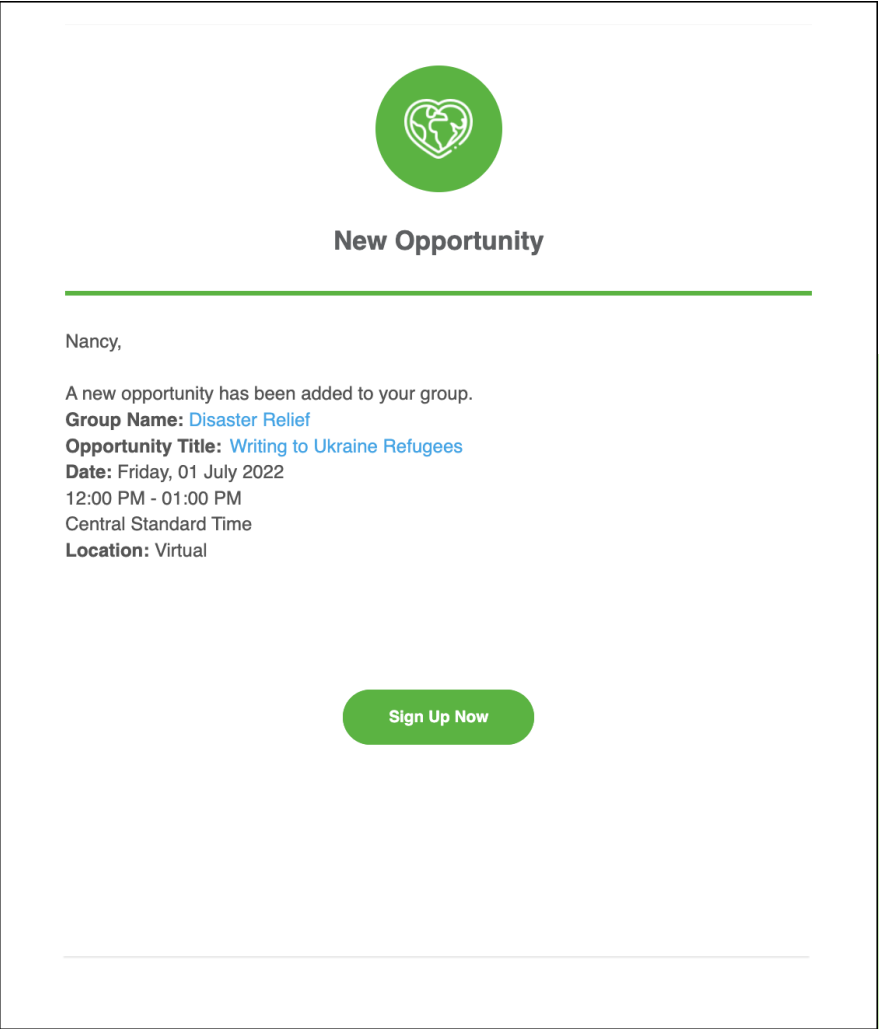 New Opportunity
Nancy,
A new opportunity has been added to your group.
Group Name: Disaster Relief
Opportunity Title: Writing to Ukraine Refugees
Date: Friday, 01 July 2022
12:00 PM - 01:00 PM
Central Standard Time
Location: Virtual
Sign Up Now